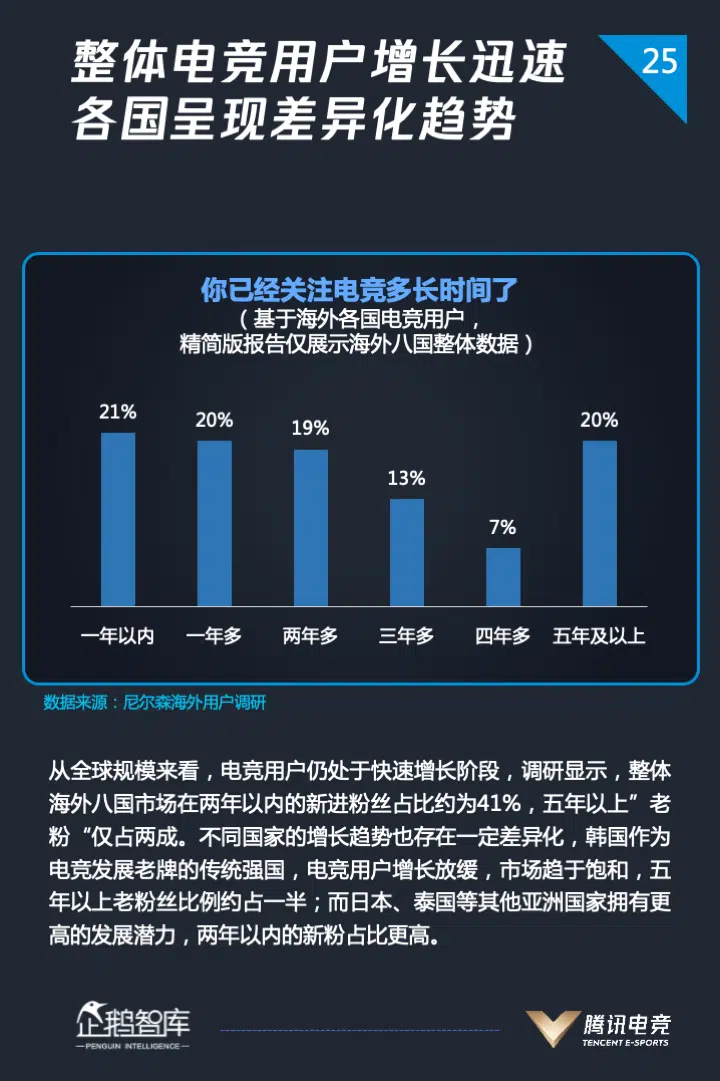 整体电竞用户增长迅速
25
各国呈现差异化趋势
你已经关注电竞多长时间了
（基于海外各国电竞用户，
精简版报告仅展示海外八国整体数据）
21%
20%
19%
13%
7%
20%
一年以内
一年多
两年多
三年多
四年多
五年及以上
数据来源：尼尔森海外用户调研
从全球规模来看，电竞用户仍处于快速增长阶段，调研显示，整体
海外八国市场在两年以内的新进粉丝占比约为41%，五年以上”老
粉“仅占两成。不同国家的增长趋势也存在一定差异化，韩国作为
电竞发展老牌的传统强国，电竞用户增长放缓，市场趋于饱和，五
年以上老粉丝比例约占一半；而日本、泰国等其他亚洲国家拥有更
高的发展潜力，两年以内的新粉占比更高。
企鹅智库
PENGUIN INTELLIGENCE
腾讯电竞
TENCENT E-SPORTS